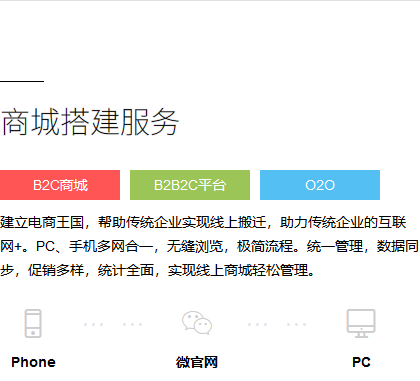 商城搭建服务
B2C商城 B2B2C平台 O2O
建立电商王国，帮助传统企业实现线上搬迁，助力传统企业的互联
网+。PC、手机多网合一，无缝浏览，极简流程。统一管理，数据同
步，促销多样，统计全面，实现线上商城轻松管理。
Phone 微官网 PC